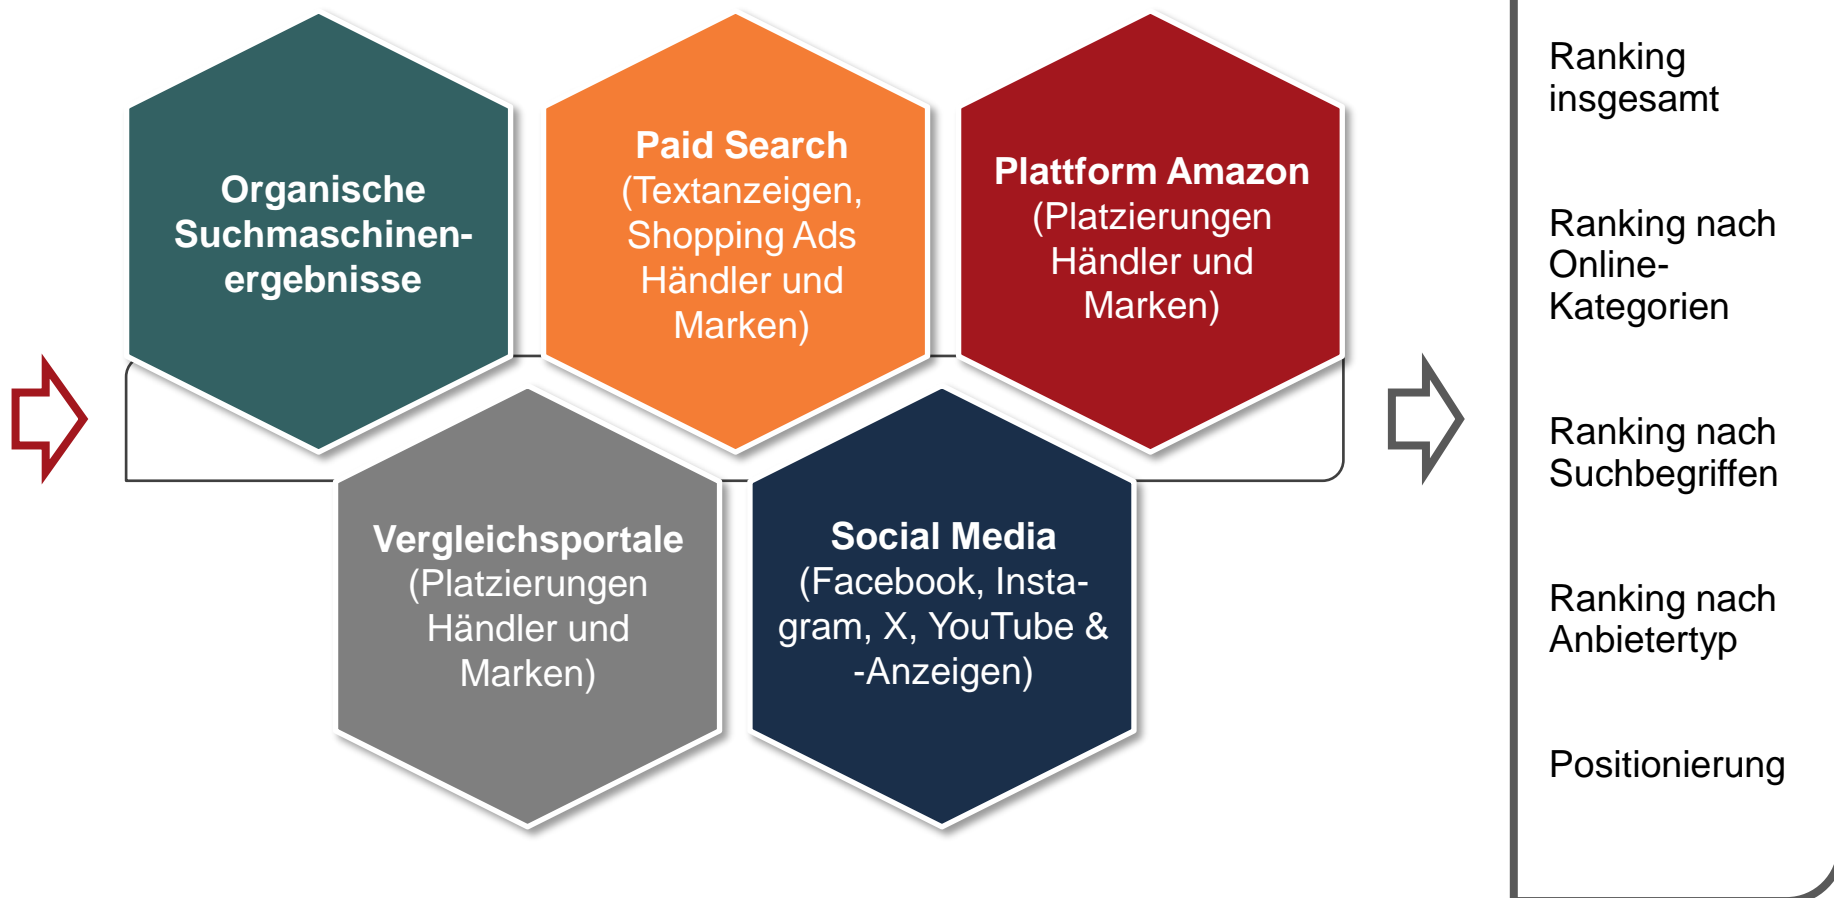 Organische
Suchmaschinen-
ergebnisse
Paid Search
(Textanzeigen,
Shopping Ads
Händler und
Marken)
Plattform Amazon
(Platzierungen
Händler und
Marken)
Vergleichsportale
(Platzierungen
Händler und
Marken)
Social Media
(Facebook, Insta-
gram, X, YouTube &
-Anzeigen)
Ranking
insgesamt
Ranking nach
Online-
Kategorien
Ranking nach
Suchbegriffen
Ranking nach
Anbietertyp
Positionierung